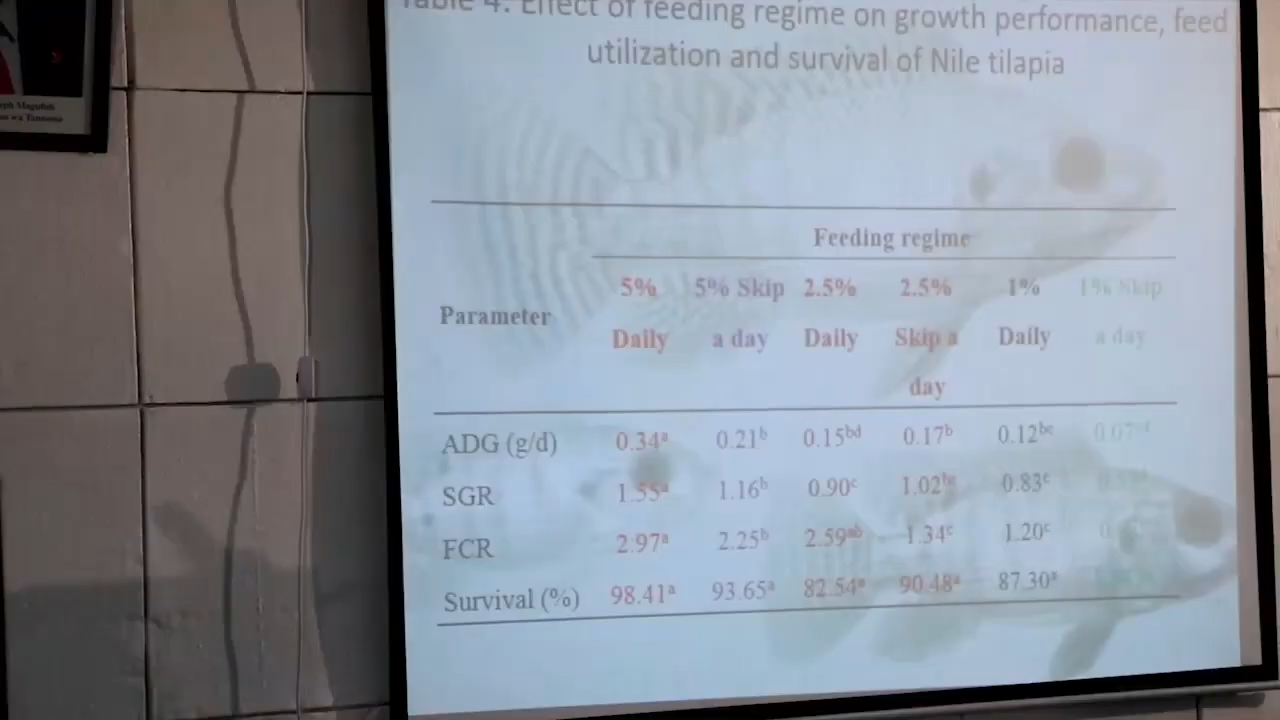 Table 4: Effect of feeding regime on growth performance, feed
utilization and survival of Nile tilapia
Feeding regime
Parameter
5% Daily
5% Skip a day
2.5% Daily
2.5% Skip a day
1% Daily
1% Skip a day
ADG (g/d) 0.34ᵃ 0.21ᵇ 0.15ᵇᵈ 0.17ᵇ 0.12ᵇᶜ 0.07
SGR 1.55ᵃ 1.16ᵇ 0.90ᶜ 1.02ᵇᶜ 0.83ᶜ
FCR 2.97ᵃ 2.25ᵇ 2.59ᵃᵇ 1.34ᶜ 1.20ᶜ
Survival (%) 98.41ᵃ 93.65ᵃ 82.54ᵃ 90.48ᵃ 87.30ᵃ
Magufuli
wa Tanzania